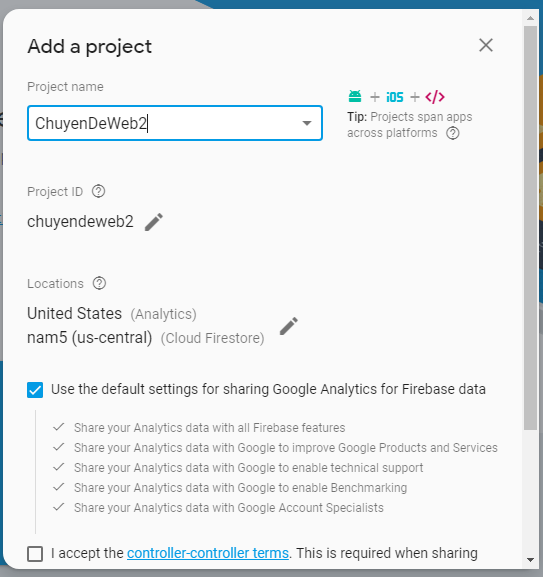 Add a project
Project name
ChuyenDeWeb2
+ iOS + </>
Tip: Projects span apps
across platforms ?
Project ID ?
chuyendeweb2
Locations ?
United States (Analytics)
nam5 (us-central) (Cloud Firestore)
Use the default settings for sharing Google Analytics for Firebase data
Share your Analytics data with all Firebase features
Share your Analytics data with Google to improve Google Products and Services
Share your Analytics data with Google to enable technical support
Share your Analytics data with Google to enable Benchmarking
Share your Analytics data with Google Account Specialists
I accept the controller-controller terms. This is required when sharing